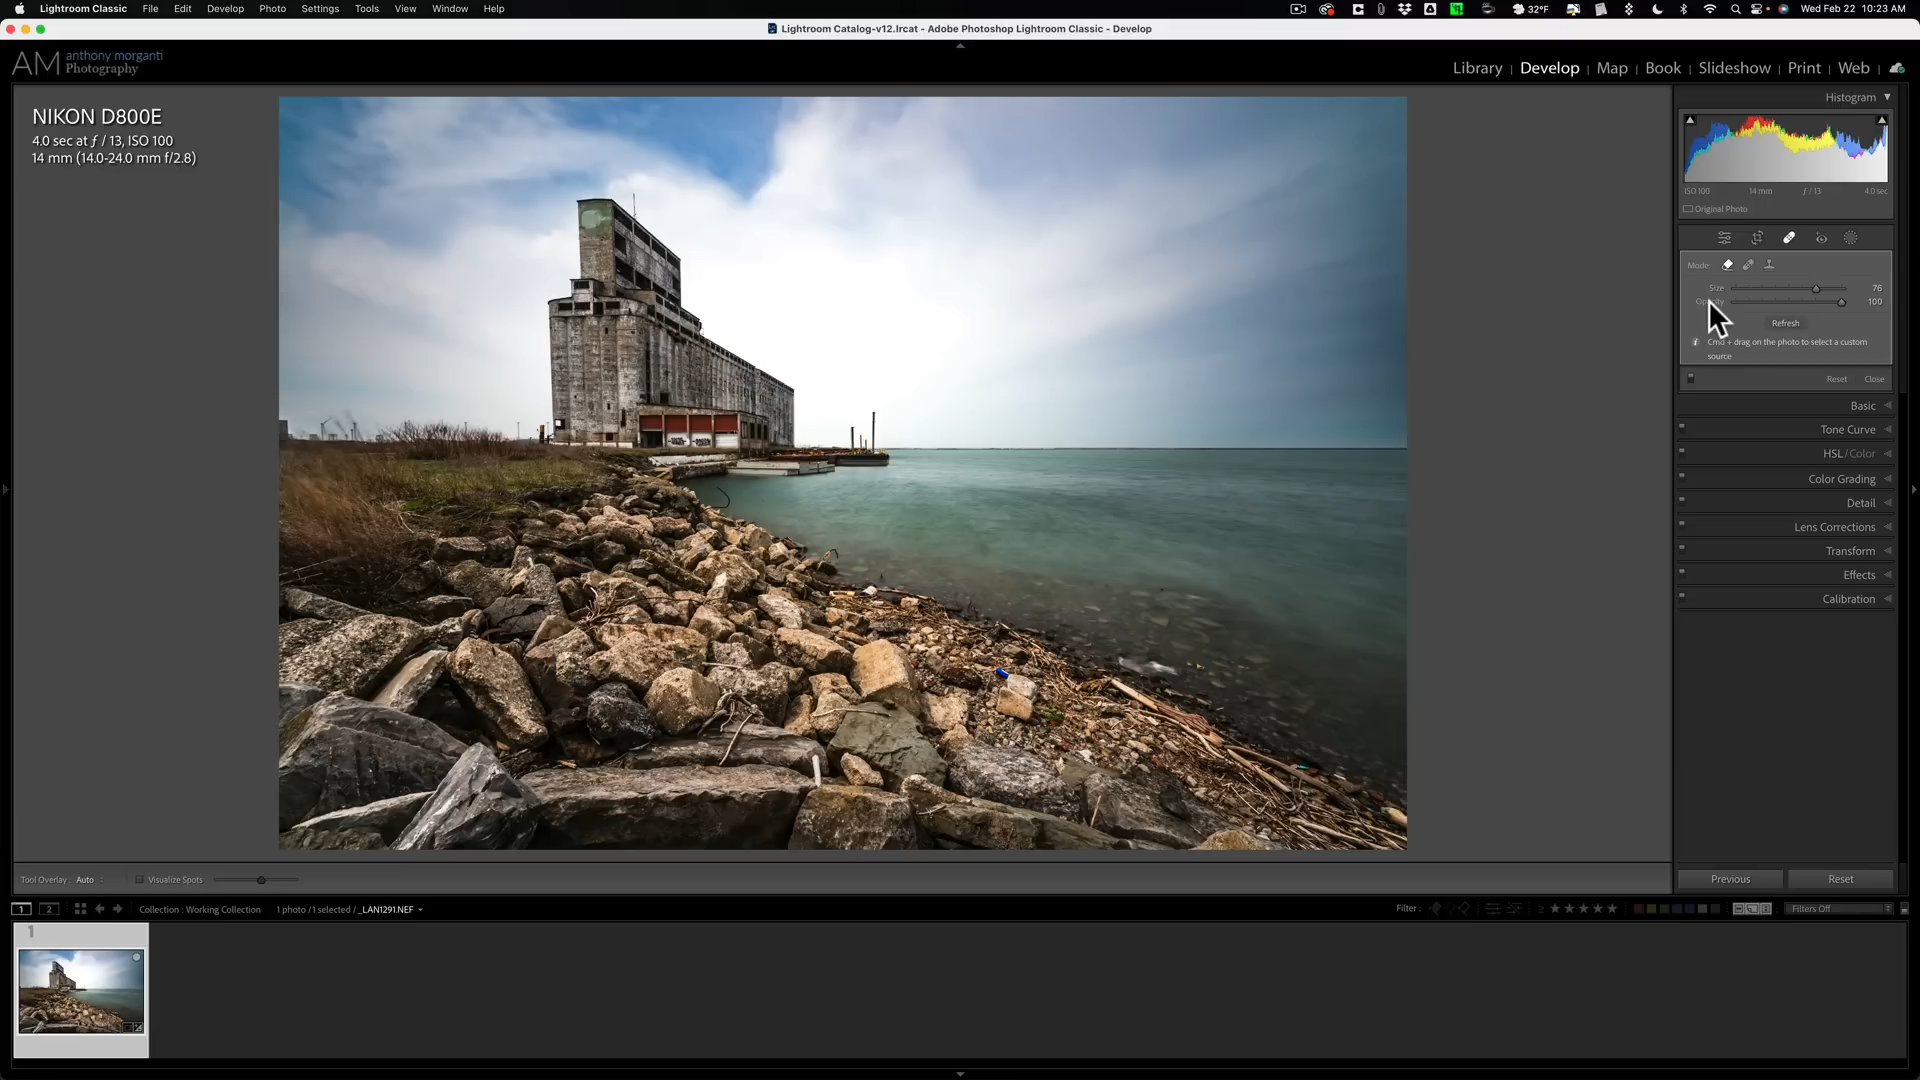 Lightroom Classic File Edit Develop Photo Settings Tools View Window Help 32°F Wed Feb 22 10:23 AM
Lightroom Catalog-v12.lrcat - Adobe Photoshop Lightroom Classic - Develop
AM anthony morganti
Photography
Library | Develop | Map | Book | Slideshow | Print | Web
NIKON D800E
4.0 sec at ƒ / 13, ISO 100
14 mm (14.0-24.0 mm f/2.8)
Histogram
ISO 100 14 mm ƒ / 13 4.0 sec
Original Photo
Mode:
Size 76
Opacity 100
Refresh
Cmd + drag on the photo to select a custom
source
Reset Close
Basic
Tone Curve
HSL / Color
Color Grading
Detail
Lens Corrections
Transform
Effects
Calibration
Tool Overlay : Auto Visualize Spots
Previous Reset
1 2 Collection : Working Collection 1 photo / 1 selected / _LAN1291.NEF Filter : Filters Off
1